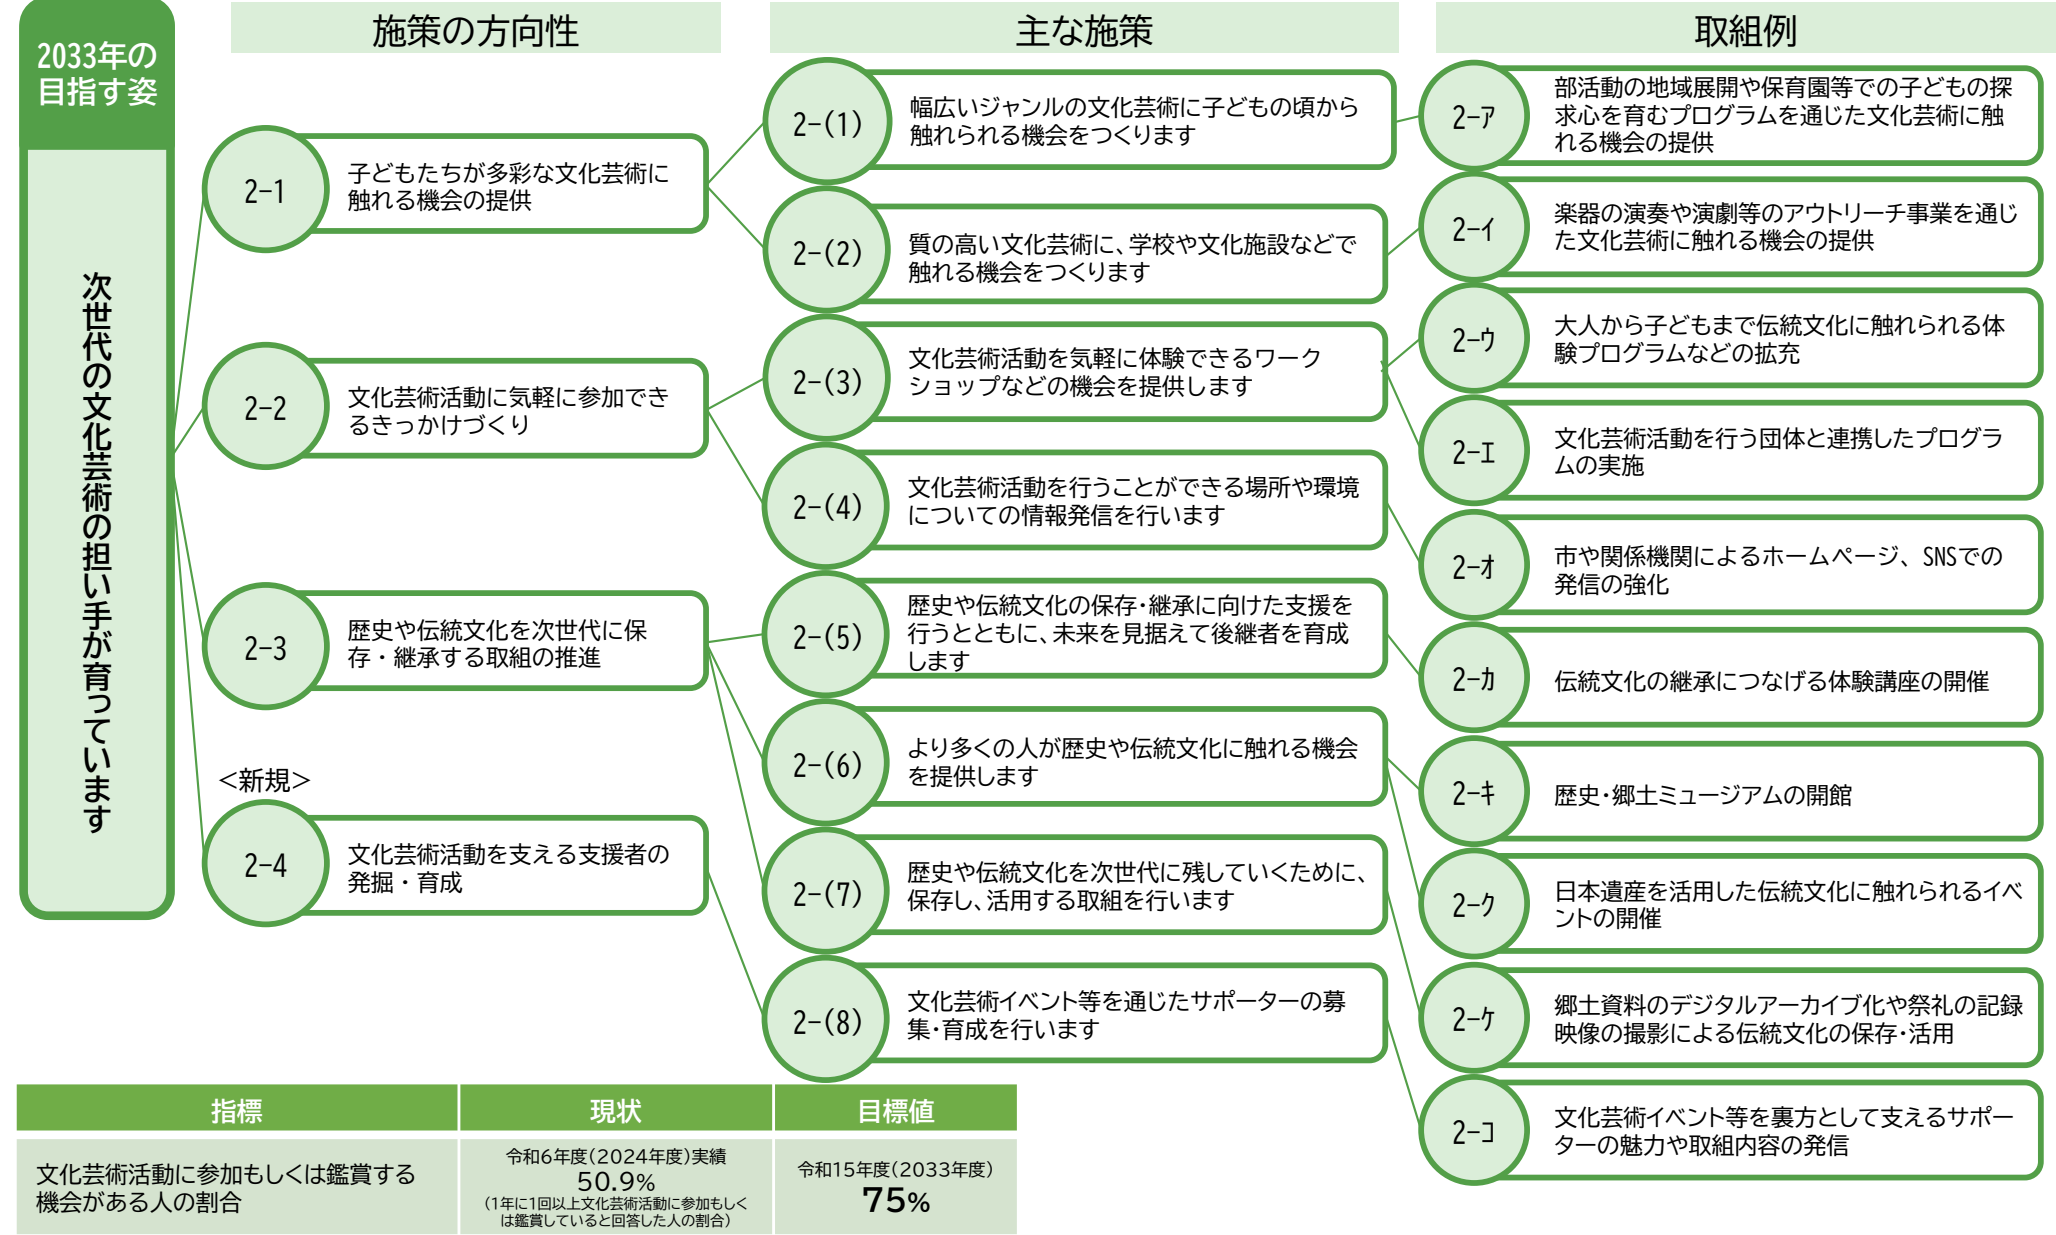 2033年の
目指す姿
次世代の文化芸術の担い手が育っています
施策の方向性
2-1
子どもたちが多彩な文化芸術に
触れる機会の提供
2-2
文化芸術活動に気軽に参加でき
るきっかけづくり
2-3
歴史や伝統文化を次世代に保
存・継承する取組の推進
<新規>
2-4
文化芸術活動を支える支援者の
発掘・育成
主な施策
2-(1)
幅広いジャンルの文化芸術に子どもの頃から
触れられる機会をつくります
2-(2)
質の高い文化芸術に、学校や文化施設などで
触れる機会をつくります
2-(3)
文化芸術活動を気軽に体験できるワーク
ショップなどの機会を提供します
2-(4)
文化芸術活動を行うことができる場所や環境
についての情報発信を行います
2-(5)
歴史や伝統文化の保存・継承に向けた支援を
行うとともに、未来を見据えて後継者を育成
します
2-(6)
より多くの人が歴史や伝統文化に触れる機会
を提供します
2-(7)
歴史や伝統文化を次世代に残していくために、
保存し、活用する取組を行います
2-(8)
文化芸術イベント等を通じたサポーターの募
集・育成を行います
取組例
2-ア
部活動の地域展開や保育園等での子どもの探
求心を育むプログラムを通じた文化芸術に触
れる機会の提供
2-イ
楽器の演奏や演劇等のアウトリーチ事業を通じ
た文化芸術に触れる機会の提供
2-ウ
大人から子どもまで伝統文化に触れられる体
験プログラムなどの拡充
2-エ
文化芸術活動を行う団体と連携したプログラ
ムの実施
2-オ
市や関係機関によるホームページ、SNSでの
発信の強化
2-カ
伝統文化の継承につなげる体験講座の開催
2-キ
歴史・郷土ミュージアムの開館
2-ク
日本遺産を活用した伝統文化に触れられるイベ
ントの開催
2-ケ
郷土資料のデジタルアーカイブ化や祭礼の記録
映像の撮影による伝統文化の保存・活用
2-コ
文化芸術イベント等を裏方として支えるサポー
ターの魅力や取組内容の発信
指標
現状
目標値
文化芸術活動に参加もしくは鑑賞する
機会がある人の割合
令和6年度(2024年度)実績
50.9%
(1年に1回以上文化芸術活動に参加もしく
は鑑賞していると回答した人の割合)
令和15年度(2033年度)
75%